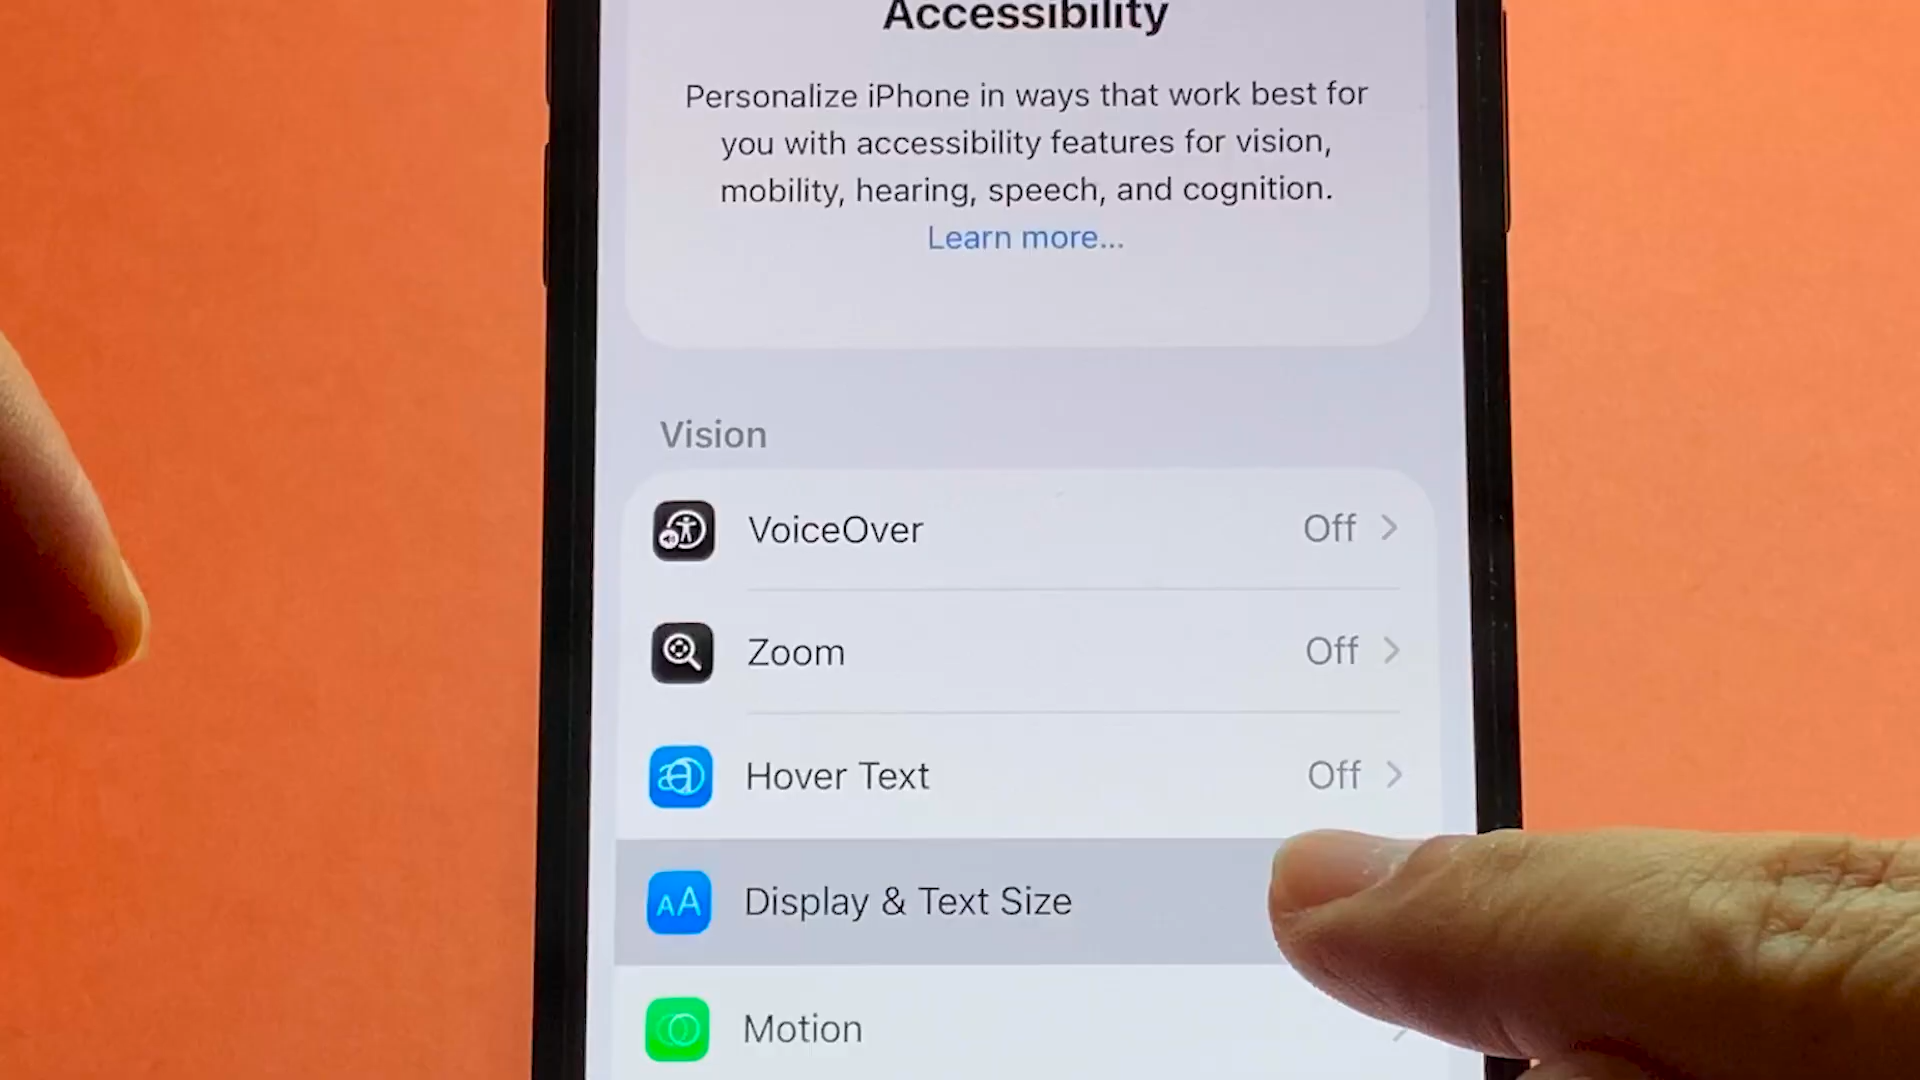 Accessibility
Personalize iPhone in ways that work best for
you with accessibility features for vision,
mobility, hearing, speech, and cognition.
Learn more...
Vision
VoiceOver Off
Zoom Off
Hover Text Off
AA Display & Text Size
Motion